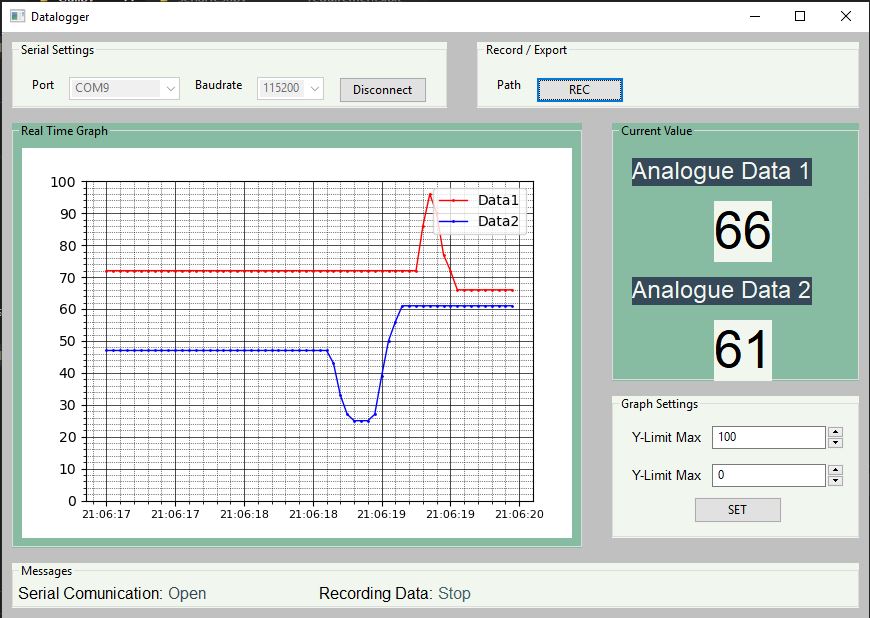 Datalogger
Serial Settings
Port COM9 Baudrate 115200 Disconnect
Record / Export
Path REC
Real Time Graph
100
90
80
70
60
50
40
30
20
10
0
Data1
Data2
21:06:17 21:06:17 21:06:18 21:06:18 21:06:19 21:06:19 21:06:20
Current Value
Analogue Data 1
66
Analogue Data 2
61
Graph Settings
Y-Limit Max 100
Y-Limit Max 0
SET
Messages
Serial Comunication: Open Recording Data: Stop